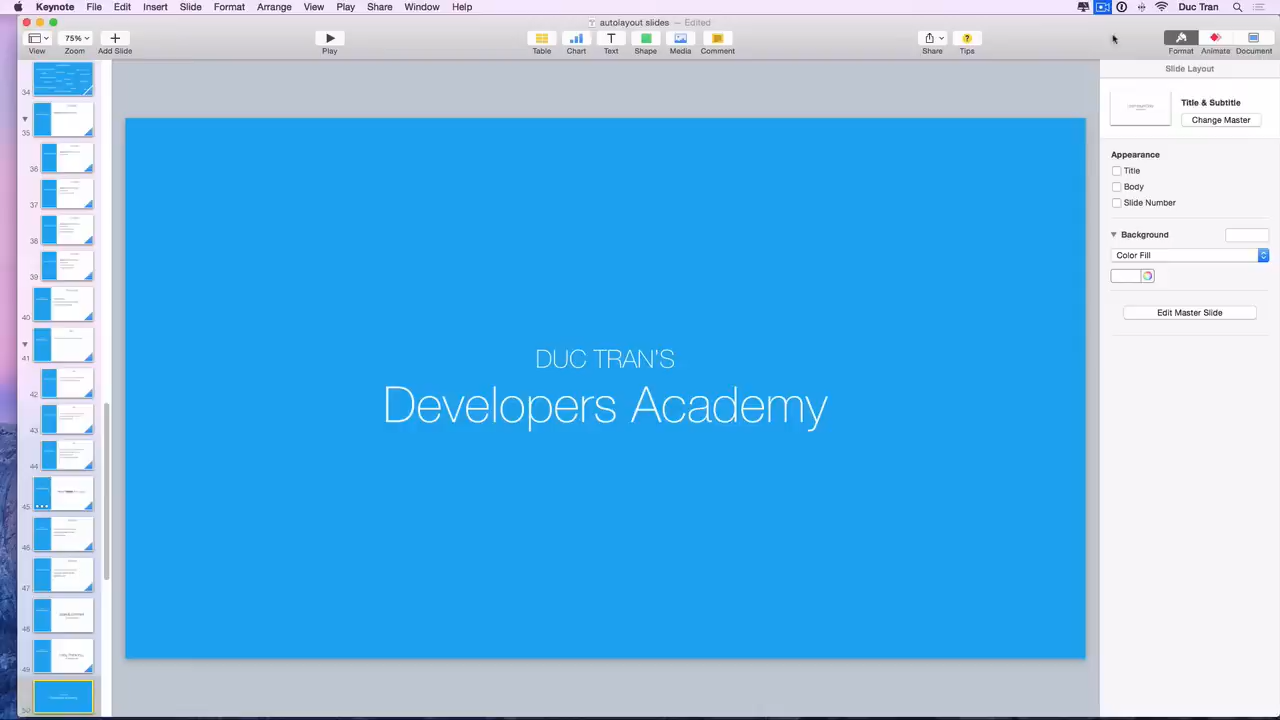 Keynote File Edit Insert Slide Format Arrange View Play Share Window Help Duc Tran
autolayout slides — Edited
75%
View Zoom Add Slide Play Table Chart Text Shape Media Comment Share Tips Format Animate Document
Slide Layout
Title & Subtitle
Change Master
Appearance
Title
Body
Slide Number
Background
Color Fill
Edit Master Slide
34
35
36
37
38
39
40
41
42
43
44
45
46
47
48
49
50
DUC TRAN'S
Developers Academy